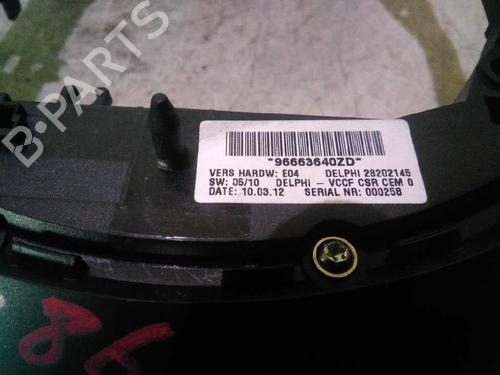 B-PARTS
*96663640ZD*
VERS HARDW: E04 DELPHI 28202145
SW: 05/10 DELPHI - VCCF CSR CEM 0
DATE: 10.03.12 SERIAL NR: 000258